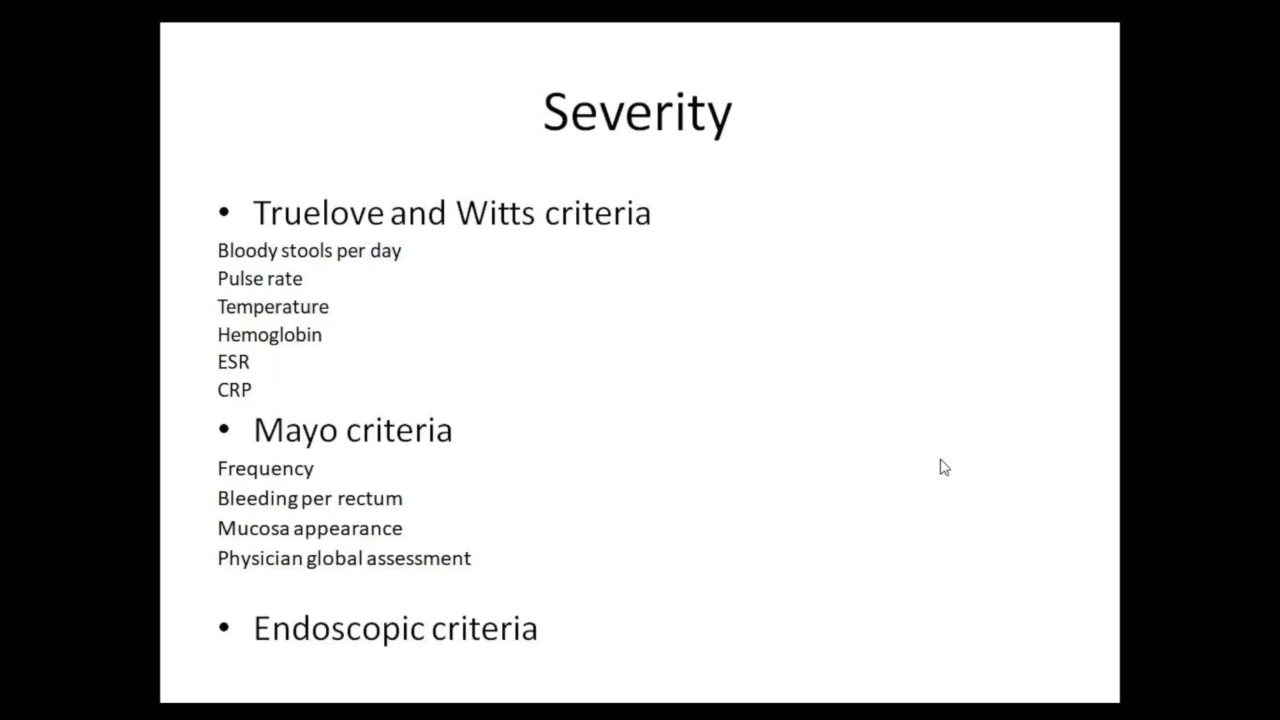 Severity
• Truelove and Witts criteria
Bloody stools per day
Pulse rate
Temperature
Hemoglobin
ESR
CRP
• Mayo criteria
Frequency
Bleeding per rectum
Mucosa appearance
Physician global assessment
• Endoscopic criteria